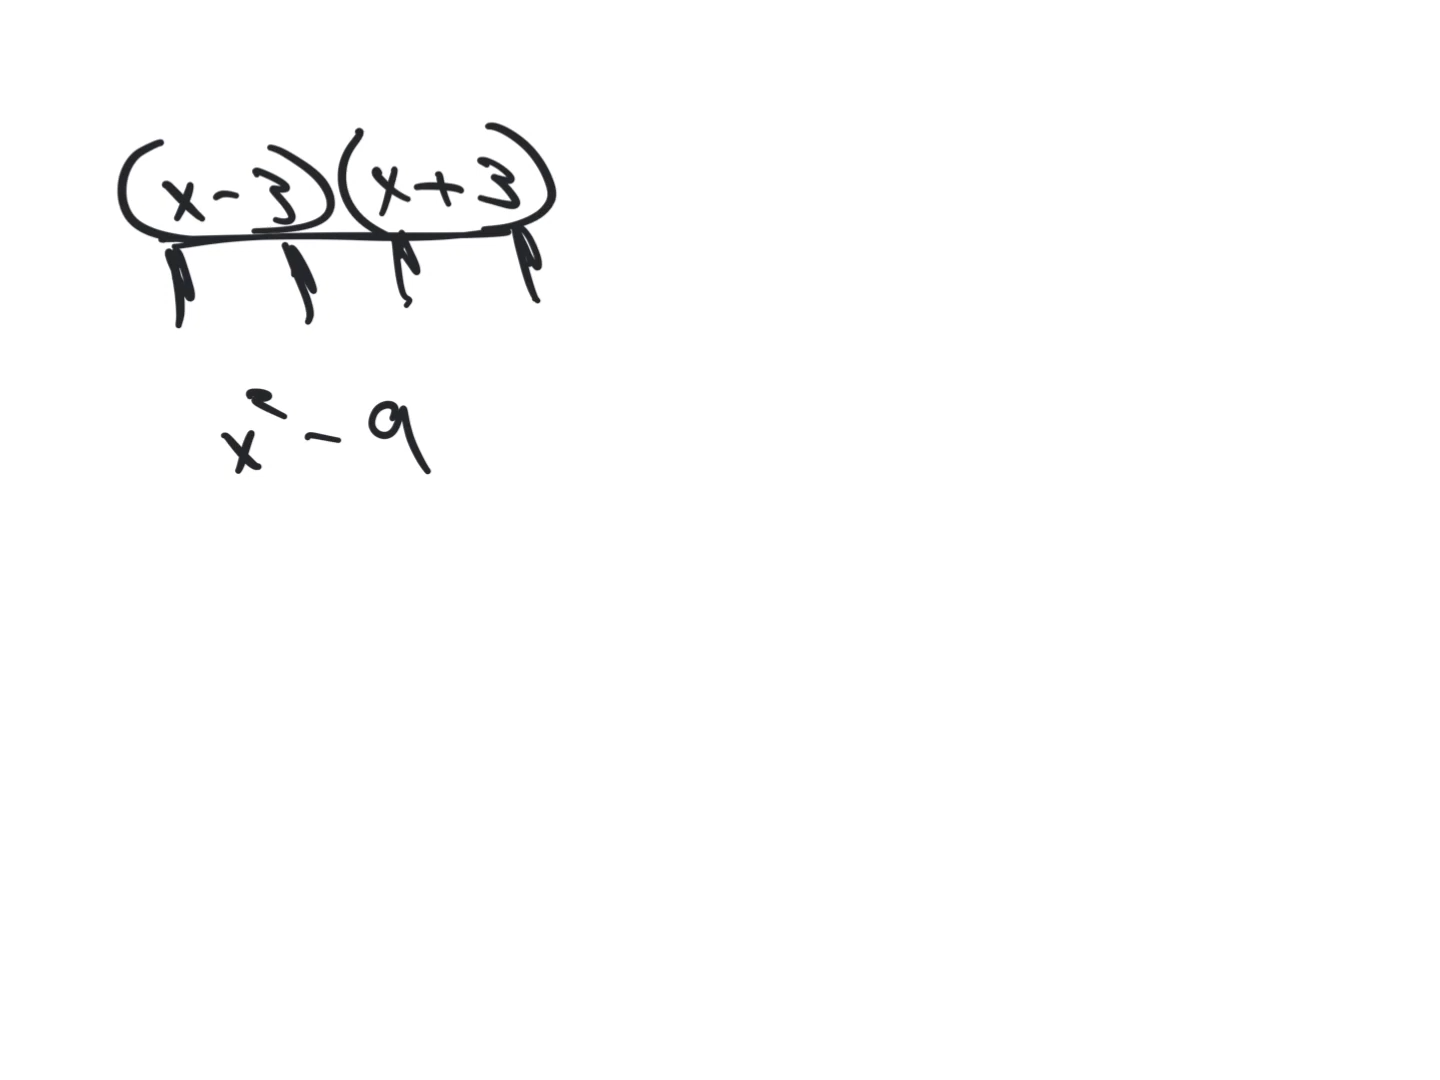 (x-3)(x+3)
x² - 9